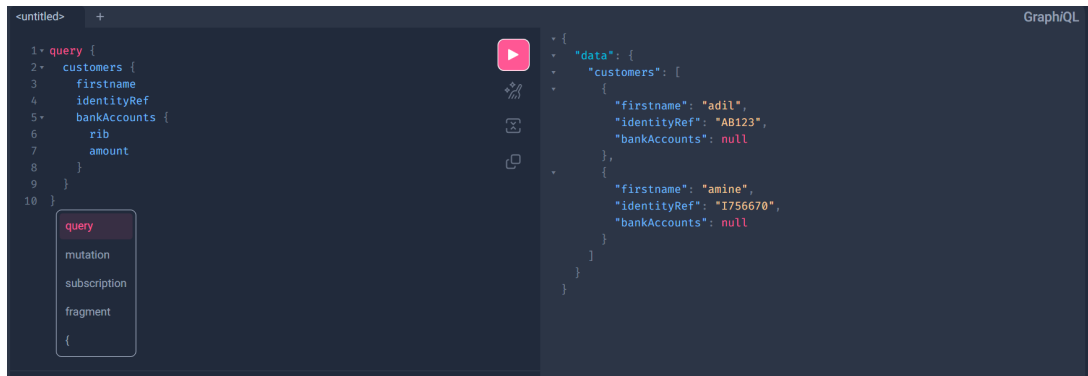 <untitled> +
GraphiQL
1 query {
2 customers {
3 firstname
4 identityRef
5 bankAccounts {
6 rib
7 amount
8 }
9 }
10 }
query
mutation
subscription
fragment
{
{
"data": {
"customers": [
{
"firstname": "adil",
"identityRef": "AB123",
"bankAccounts": null
},
{
"firstname": "amine",
"identityRef": "I756670",
"bankAccounts": null
}
]
}
}